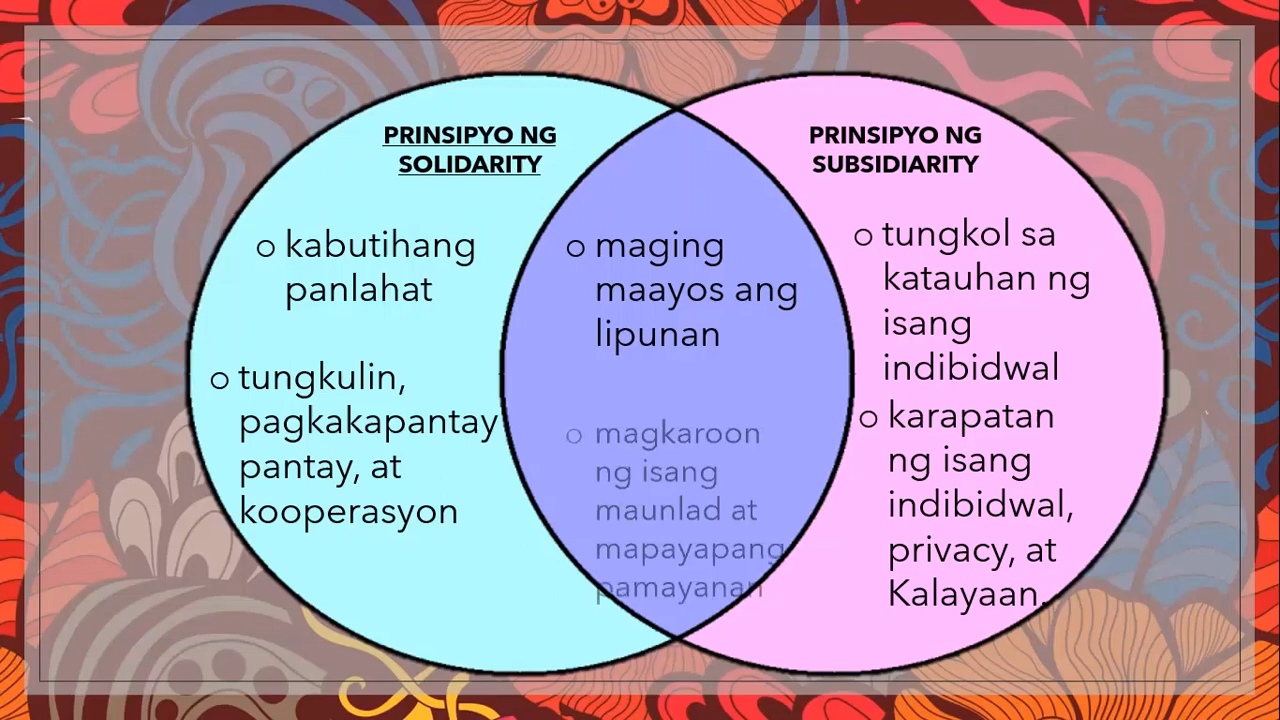 PRINSIPYO NG
SOLIDARITY
o kabutihang
panlahat
o tungkulin,
pagkakapantay
pantay, at
kooperasyon
o maging
maayos ang
lipunan
o magkaroon
ng isang
maunlad at
mapayapang
pamayanan
PRINSIPYO NG
SUBSIDIARITY
o tungkol sa
katauhan ng
isang
indibidwal
o karapatan
ng isang
indibidwal,
privacy, at
Kalayaan.